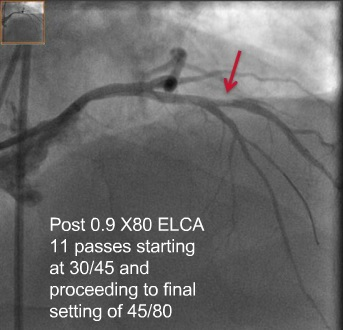 Post 0.9 X80 ELCA
11 passes starting
at 30/45 and
proceeding to final
setting of 45/80